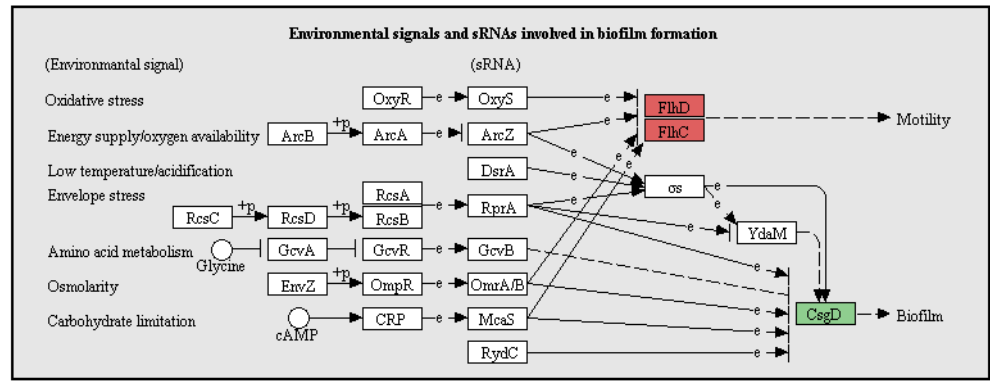 Environmental signals and sRNAs involved in biofilm formation
(Environmantal signal) (sRNA)
Oxidative stress OxyR e OxyS e FlhD
Motility
Energy supply/oxygen availability ArcB +p ArcA e ArcZ e FlhC
e e e
Low temperature/acidification DsrA e σs e
Envelope stress RcsA e e
RcsC +p RcsD +p RcsB e RprA e YdaM
Amino acid metabolism Glycine GcvA GcvR e GcvB
e
Osmolarity EnvZ +p OmpR e OmrA/B e
CsgD Biofilm
Carbohydrate limitation cAMP CRP e McaS e
RydC e